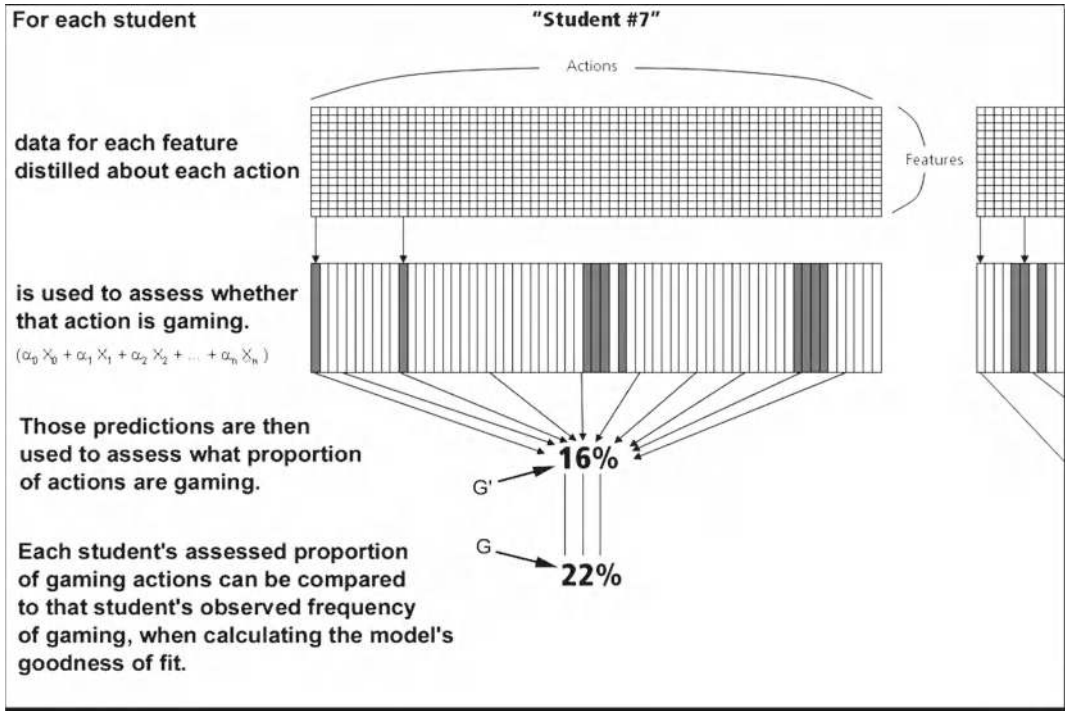 For each student
"Student #7"
Actions
data for each feature
distilled about each action
Features
is used to assess whether
that action is gaming.
(α₀ X₀ + α₁ X₁ + α₂ X₂ + ... + αₙ Xₙ )
Those predictions are then
used to assess what proportion
of actions are gaming.
16%
G'
Each student's assessed proportion
of gaming actions can be compared
to that student's observed frequency
of gaming, when calculating the model's
goodness of fit.
G
22%